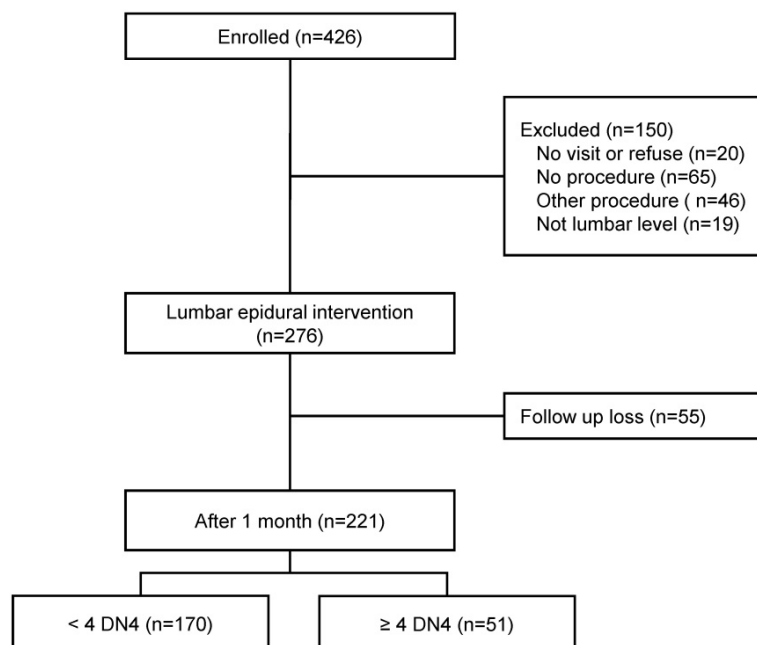 Enrolled (n=426)
Excluded (n=150)
No visit or refuse (n=20)
No procedure (n=65)
Other procedure ( n=46)
Not lumbar level (n=19)
Lumbar epidural intervention
(n=276)
Follow up loss (n=55)
After 1 month (n=221)
< 4 DN4 (n=170)
≥ 4 DN4 (n=51)